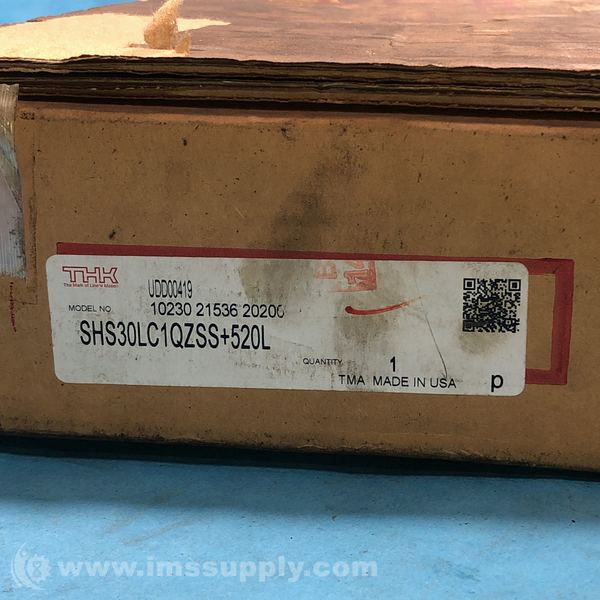 THK
The Mark of Linear Motion
UDD00419
10230 21536 20200
MODEL NO.
SHS30LC1QZSS+520L
QUANTITY
1
TMA MADE IN USA
p
www.imssupply.com